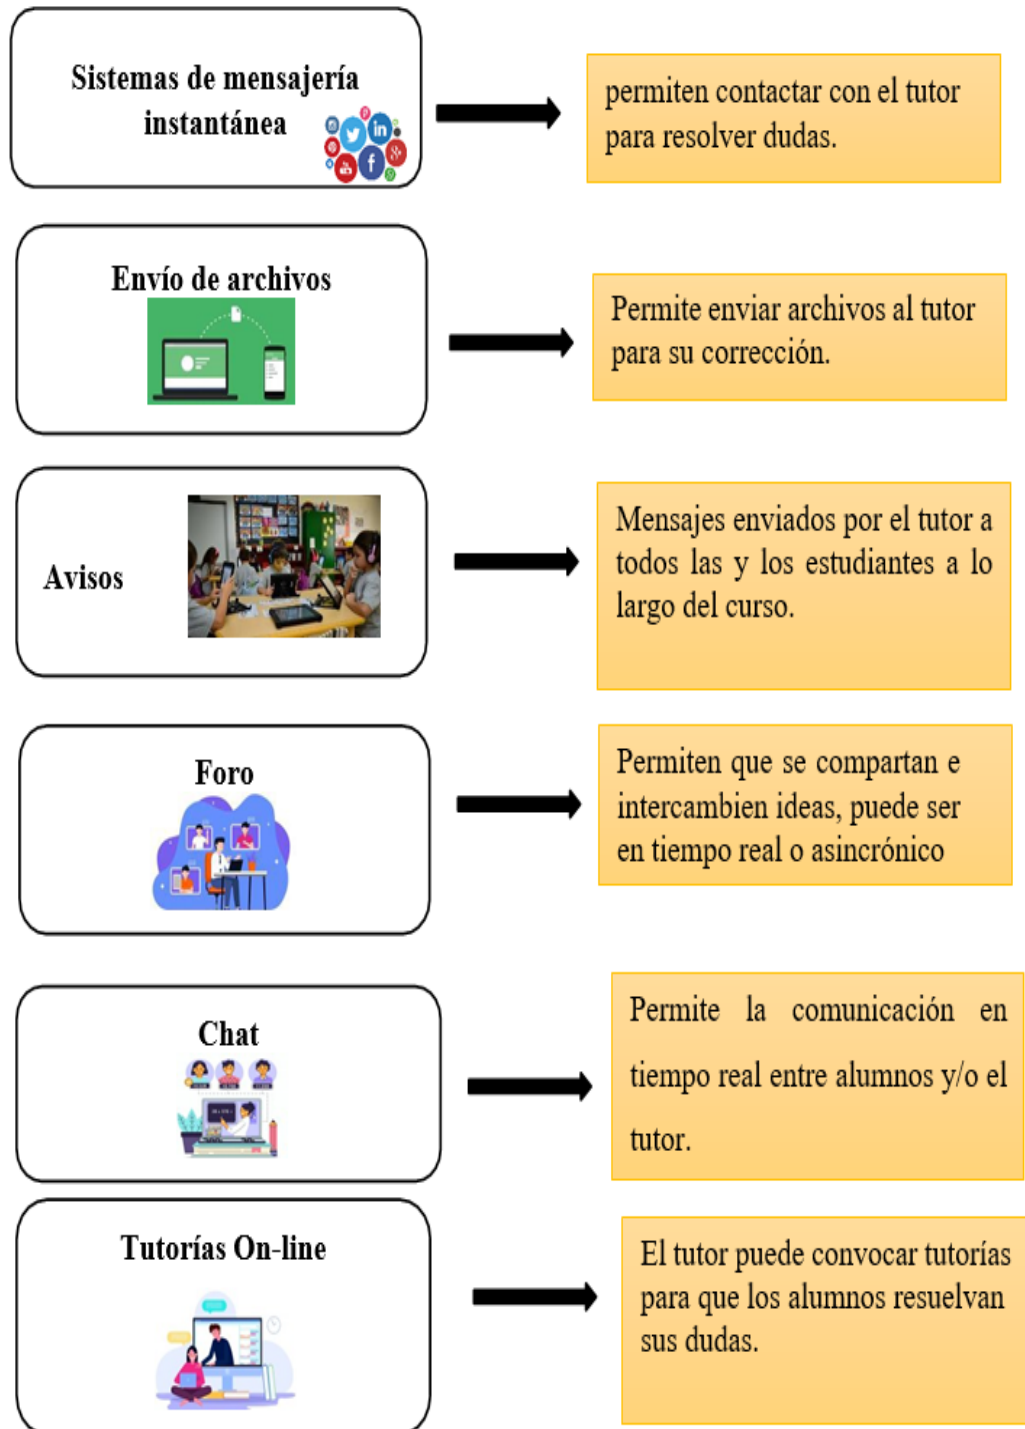 Sistemas de mensajería
instantánea
permiten contactar con el tutor
para resolver dudas.
Envío de archivos
Permite enviar archivos al tutor
para su corrección.
Avisos
Mensajes enviados por el tutor a
todos las y los estudiantes a lo
largo del curso.
Foro
Permiten que se compartan e
intercambien ideas, puede ser
en tiempo real o asincrónico
Chat
Permite la comunicación en
tiempo real entre alumnos y/o el
tutor.
Tutorías On-line
El tutor puede convocar tutorías
para que los alumnos resuelvan
sus dudas.